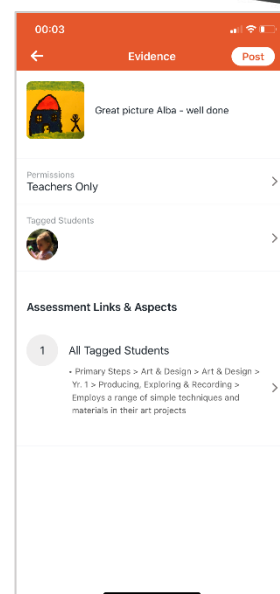 00:03
Evidence
Post
Great picture Alba - well done
Permissions
Teachers Only
Tagged Students
Assessment Links & Aspects
1
All Tagged Students
• Primary Steps > Art & Design > Art & Design >
Yr. 1 > Producing, Exploring & Recording >
Employs a range of simple techniques and
materials in their art projects